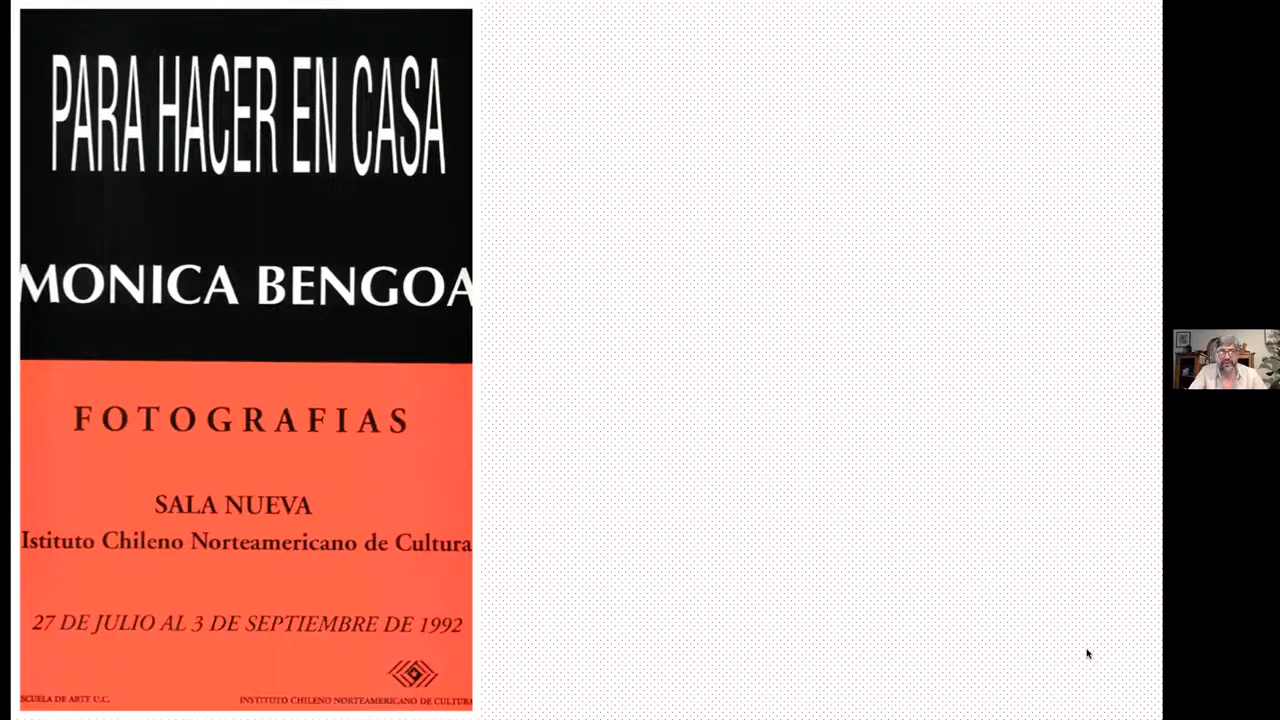 PARA HACER EN CASA
MONICA BENGOA
FOTOGRAFIAS
SALA NUEVA
Istituto Chileno Norteamericano de Cultura
27 DE JULIO AL 3 DE SEPTIEMBRE DE 1992
SCUELA DE ARTE U.C.
INSTITUTO CHILENO NORTEAMERICANO DE CULTURA